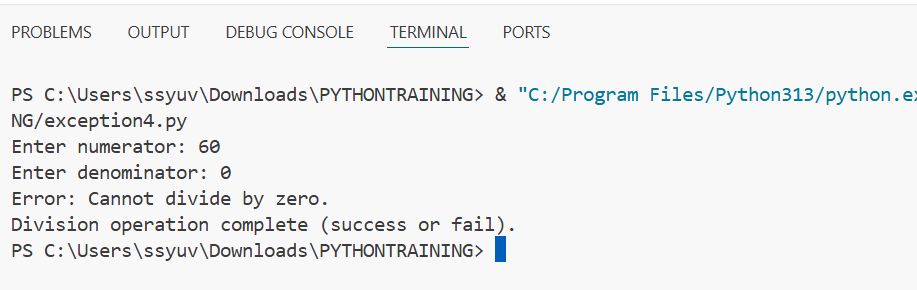 PROBLEMS OUTPUT DEBUG CONSOLE TERMINAL PORTS
PS C:\Users\ssyuv\Downloads\PYTHONTRAINING> & "C:/Program Files/Python313/python.ex
NG/exception4.py
Enter numerator: 60
Enter denominator: 0
Error: Cannot divide by zero.
Division operation complete (success or fail).
PS C:\Users\ssyuv\Downloads\PYTHONTRAINING>